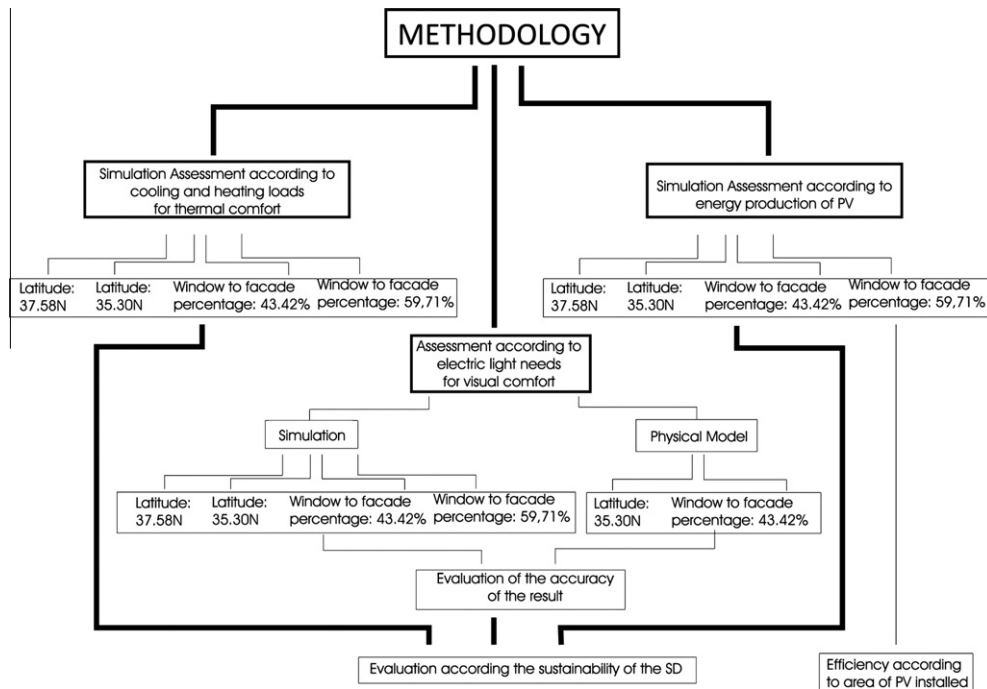 METHODOLOGY
Simulation Assessment according to
cooling and heating loads
for thermal comfort
Simulation Assessment according to
energy production of PV
Latitude:
37.58N
Latitude:
35.30N
Window to facade
percentage: 43.42%
Window to facade
percentage: 59,71%
Latitude:
37.58N
Latitude:
35.30N
Window to facade
percentage: 43.42%
Window to facade
percentage: 59,71%
Assessment according to
electric light needs
for visual comfort
Simulation
Physical Model
Latitude:
37.58N
Latitude:
35.30N
Window to facade
percentage: 43.42%
Window to facade
percentage: 59,71%
Latitude:
35.30N
Window to facade
percentage: 43.42%
Evaluation of the accuracy
of the result
Evaluation according the sustainability of the SD
Efficiency according
to area of PV installed